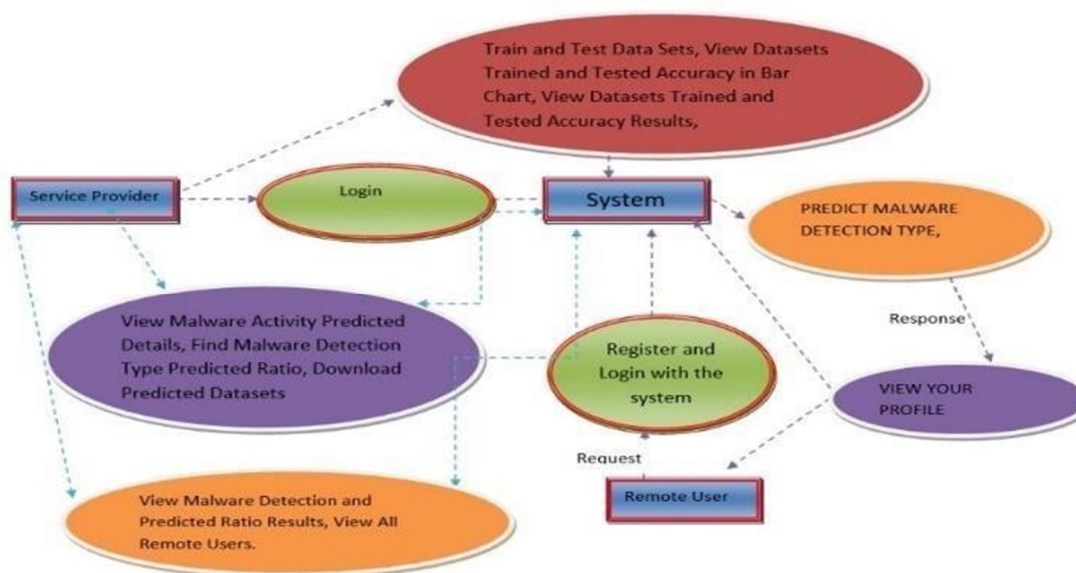 Train and Test Data Sets, View Datasets
Trained and Tested Accuracy in Bar
Chart, View Datasets Trained and
Tested Accuracy Results,
Service Provider
Login
System
PREDICT MALWARE
DETECTION TYPE,
View Malware Activity Predicted
Details, Find Malware Detection
Type Predicted Ratio, Download
Predicted Datasets
Register and
Login with the
system
Response
VIEW YOUR
PROFILE
Request
Remote User
View Malware Detection and
Predicted Ratio Results, View All
Remote Users.